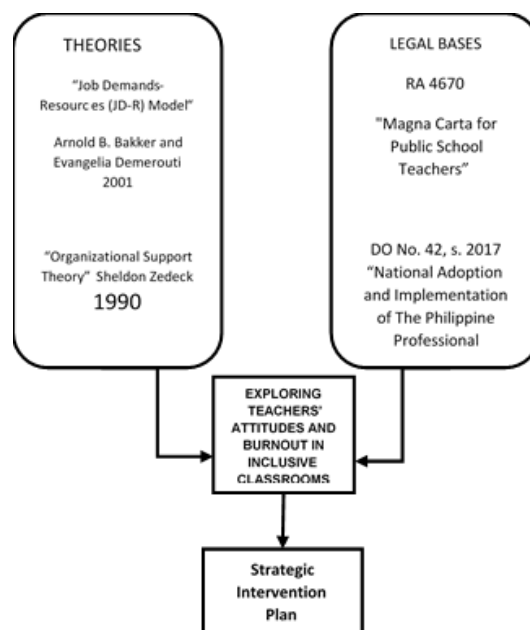 THEORIES
“Job Demands-
Resources (JD-R) Model”
Arnold B. Bakker and
Evangelia Demerouti
2001
“Organizational Support
Theory” Sheldon Zedeck
1990
LEGAL BASES
RA 4670
"Magna Carta for
Public School
Teachers”
DO No. 42, s. 2017
“National Adoption
and Implementation
of The Philippine
Professional
EXPLORING
TEACHERS’
ATTITUDES AND
BURNOUT IN
INCLUSIVE
CLASSROOMS
Strategic
Intervention
Plan